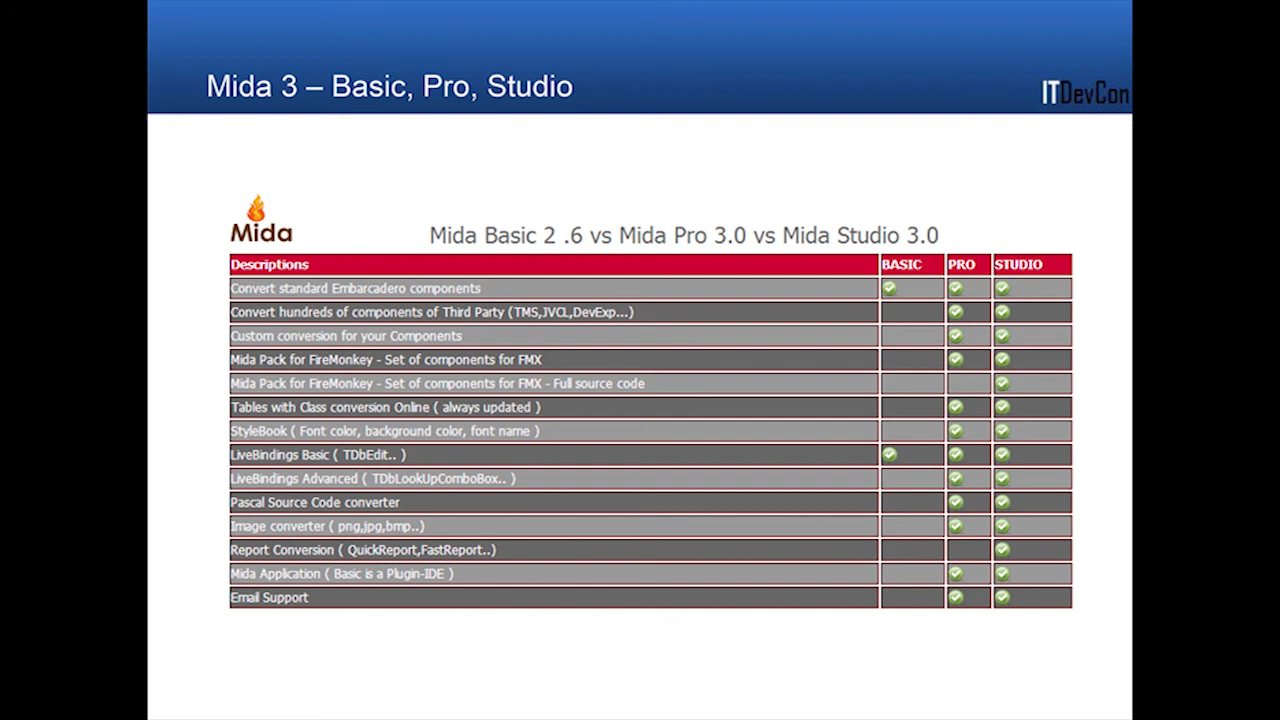 Mida 3 – Basic, Pro, Studio
ITDevCon
Mida
Mida Basic 2 .6 vs Mida Pro 3.0 vs Mida Studio 3.0
Descriptions BASIC PRO STUDIO
Convert standard Embarcadero components
Convert hundreds of components of Third Party (TMS,JVCL,DevExp...)
Custom conversion for your Components
Mida Pack for FireMonkey - Set of components for FMX
Mida Pack for FireMonkey - Set of components for FMX - Full source code
Tables with Class conversion Online ( always updated )
StyleBook ( Font color, background color, font name )
LiveBindings Basic ( TDbEdit.. )
LiveBindings Advanced ( TDbLookUpComboBox.. )
Pascal Source Code converter
Image converter ( png,jpg,bmp..)
Report Conversion ( QuickReport,FastReport..)
Mida Application ( Basic is a Plugin-IDE )
Email Support